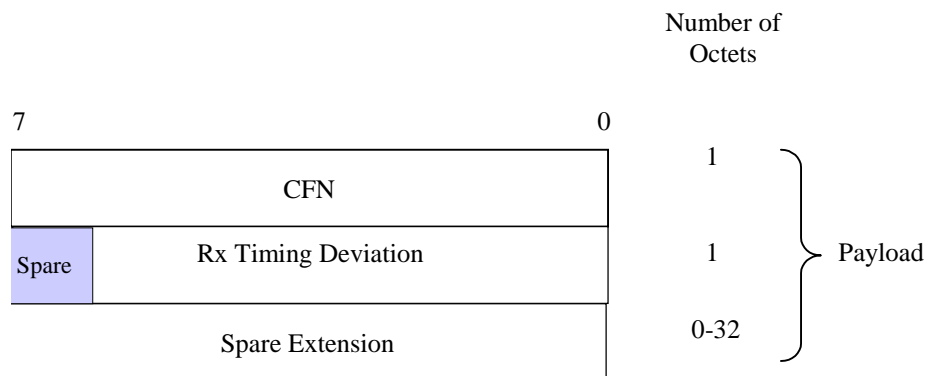 Number of
Octets
7 0
CFN 1
Spare Rx Timing Deviation 1 Payload
Spare Extension 0-32